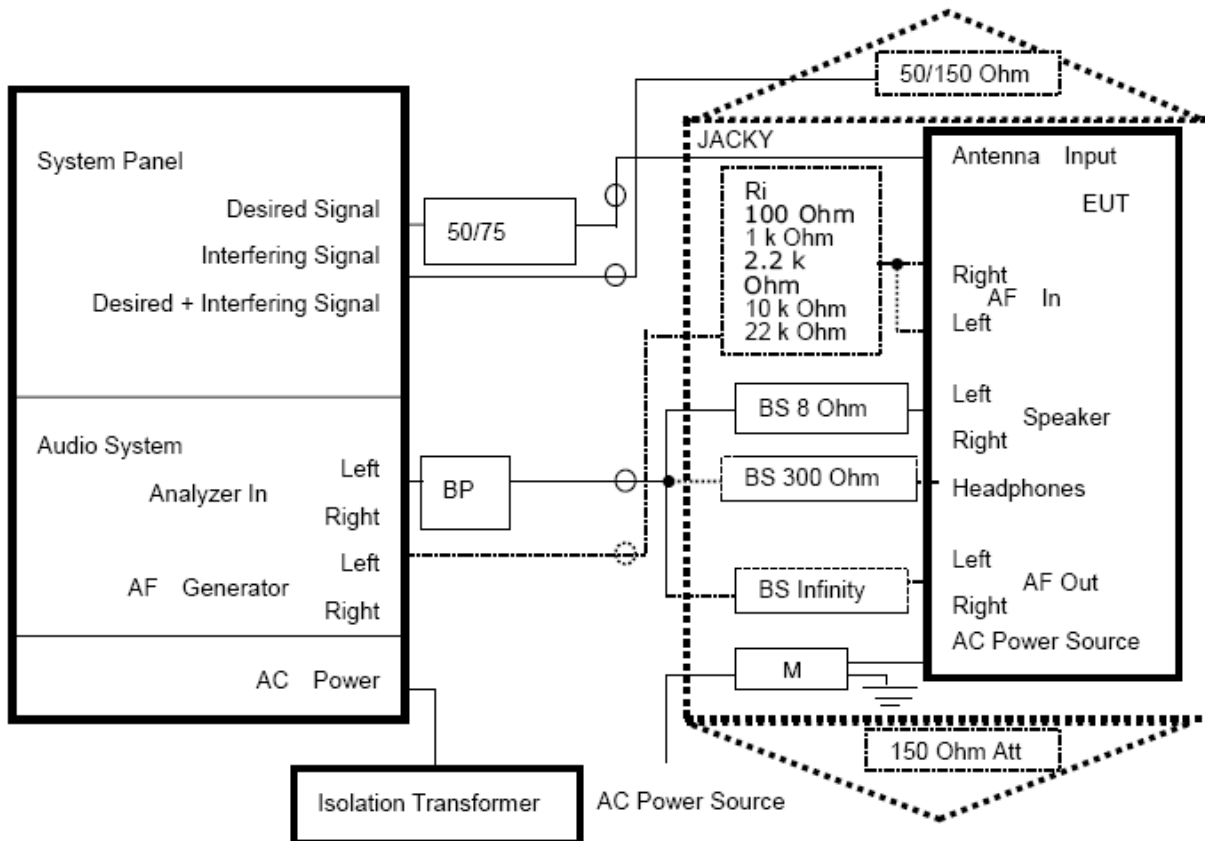 50/150 Ohm
JACKY
System Panel
Antenna Input
EUT
Desired Signal
50/75
Interfering Signal
Desired + Interfering Signal
Ri
100 Ohm
1 k Ohm
2.2 k
Ohm
10 k Ohm
22 k Ohm
Right
AF In
Left
Audio System
Left
Analyzer In
Right
BP
Left
AF Generator
Right
BS 8 Ohm
Left
Speaker
Right
BS 300 Ohm
Headphones
BS Infinity
Left
AF Out
Right
AC Power Source
M
AC Power
150 Ohm Att
Isolation Transformer
AC Power Source